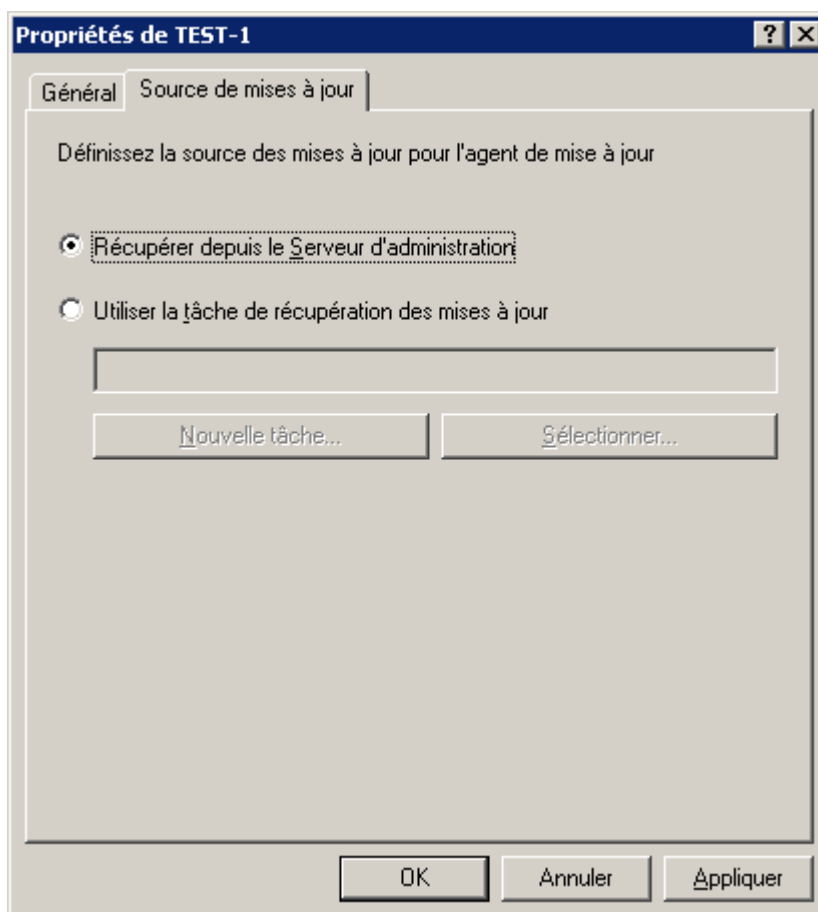 Propriétés de TEST-1
Général Source de mises à jour
Définissez la source des mises à jour pour l'agent de mise à jour
Récupérer depuis le Serveur d'administration
Utiliser la tâche de récupération des mises à jour
Nouvelle tâche... Sélectionner...
OK Annuler Appliquer